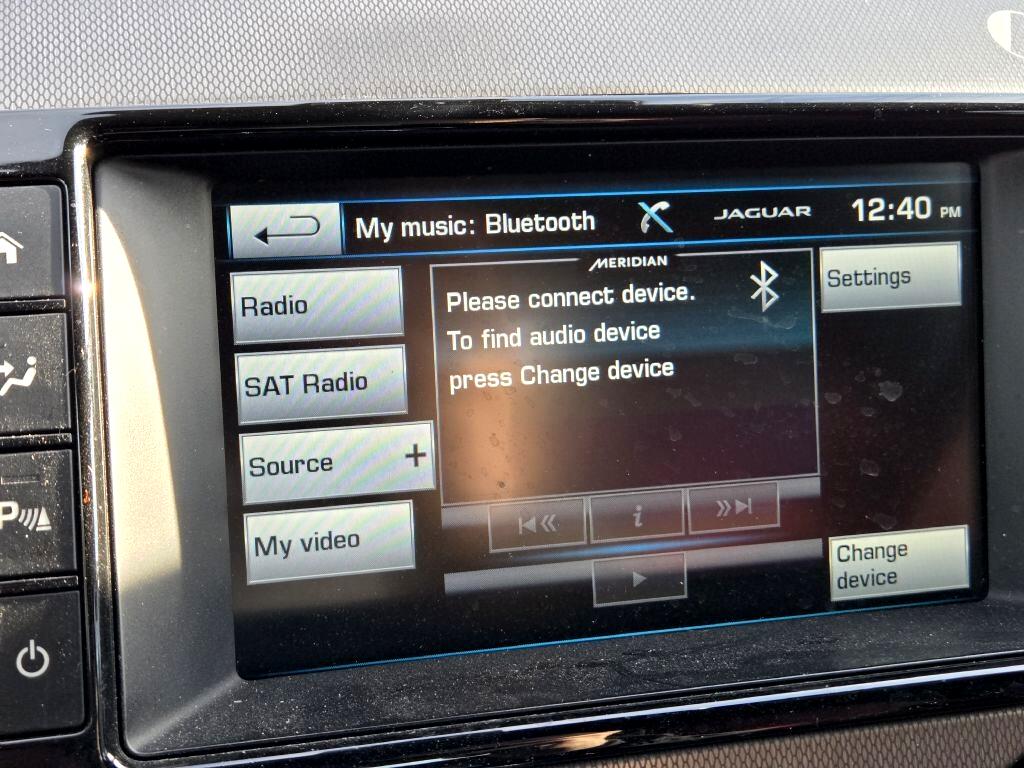 My music: Bluetooth
JAGUAR
12:40 PM
MERIDIAN
Radio
SAT Radio
Source +
My video
Please connect device.
To find audio device
press Change device
Settings
i
Change
device
P